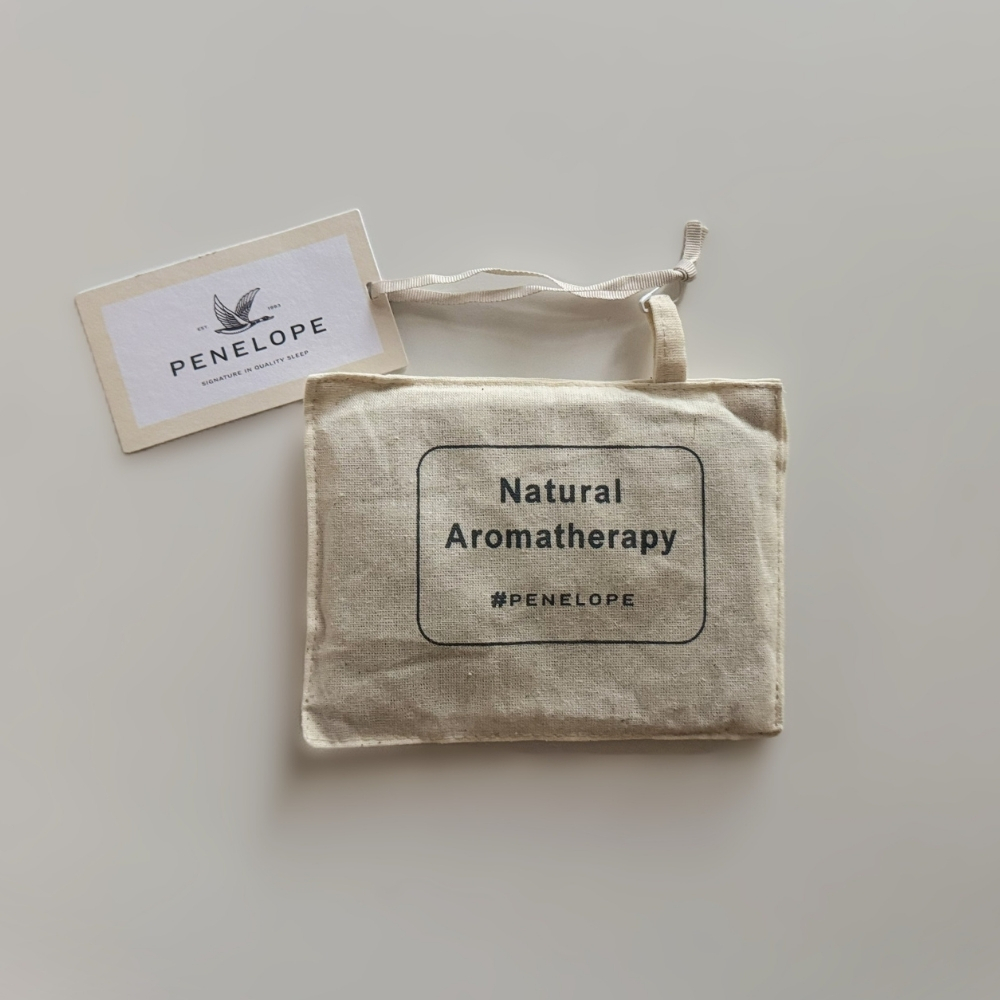 EST 1993
PENELOPE
SIGNATURE IN QUALITY SLEEP
Natural
Aromatherapy
#PENELOPE